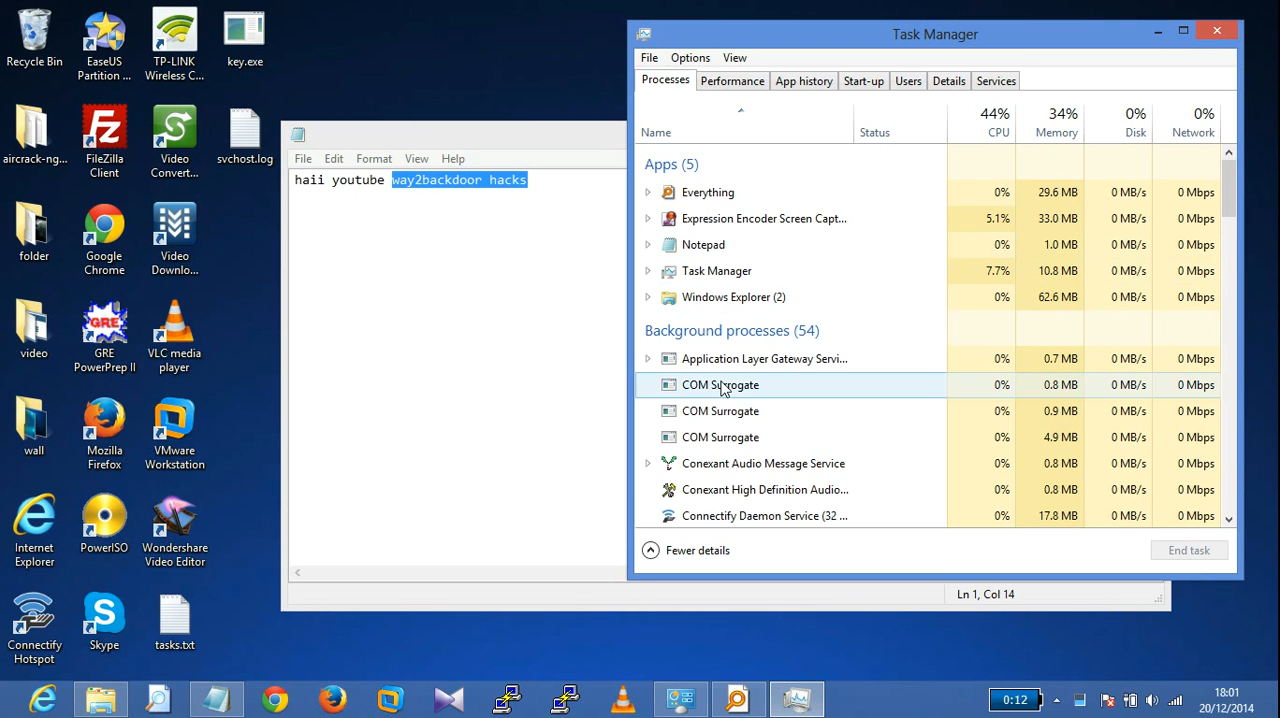 Recycle Bin
EaseUS
Partition ...
TP-LINK
Wireless C...
key.exe
aircrack-ng...
FileZilla
Client
Video
Convert...
svchost.log
folder
Google
Chrome
Video
Downlo...
video
GRE
GRE
PowerPrep II
VLC media
player
wall
Mozilla
Firefox
VMware
Workstation
Internet
Explorer
PowerISO
Wondershare
Video Editor
Connectify
Hotspot
Skype
tasks.txt
File Edit Format View Help
haii youtube way2backdoor hacks
Ln 1, Col 14
Task Manager
File Options View
Processes Performance App history Start-up Users Details Services
44% 34% 0% 0%
Name Status CPU Memory Disk Network
Apps (5)
Everything 0% 29.6 MB 0 MB/s 0 Mbps
Expression Encoder Screen Capt... 5.1% 33.0 MB 0 MB/s 0 Mbps
Notepad 0% 1.0 MB 0 MB/s 0 Mbps
Task Manager 7.7% 10.8 MB 0 MB/s 0 Mbps
Windows Explorer (2) 0% 62.6 MB 0 MB/s 0 Mbps
Background processes (54)
Application Layer Gateway Servi... 0% 0.7 MB 0 MB/s 0 Mbps
COM Surrogate 0% 0.8 MB 0 MB/s 0 Mbps
COM Surrogate 0% 0.9 MB 0 MB/s 0 Mbps
COM Surrogate 0% 4.9 MB 0 MB/s 0 Mbps
Conexant Audio Message Service 0% 0.8 MB 0 MB/s 0 Mbps
Conexant High Definition Audio... 0% 0.8 MB 0 MB/s 0 Mbps
Connectify Daemon Service (32 ... 0% 17.8 MB 0 MB/s 0 Mbps
Fewer details
End task
0:12
18:01
20/12/2014